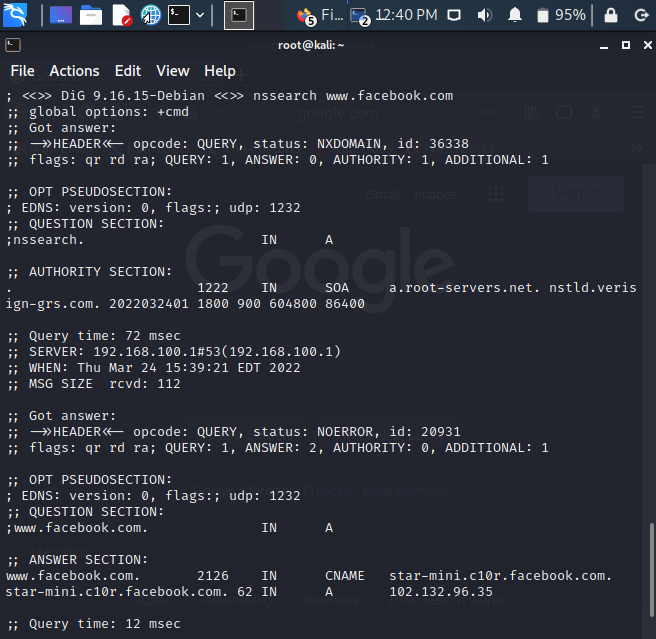 5 Fi... 2 12:40 PM 95%
root@kali: ~
File Actions Edit View Help
; <<>> DiG 9.16.15-Debian <<>> nssearch www.facebook.com
;; global options: +cmd
;; Got answer:
;; ->>HEADER<<- opcode: QUERY, status: NXDOMAIN, id: 36338
;; flags: qr rd ra; QUERY: 1, ANSWER: 0, AUTHORITY: 1, ADDITIONAL: 1
;; OPT PSEUDOSECTION:
; EDNS: version: 0, flags:; udp: 1232
;; QUESTION SECTION:
;nssearch. IN A
;; AUTHORITY SECTION:
. 1222 IN SOA a.root-servers.net. nstld.veris
ign-grs.com. 2022032401 1800 900 604800 86400
;; Query time: 72 msec
;; SERVER: 192.168.100.1#53(192.168.100.1)
;; WHEN: Thu Mar 24 15:39:21 EDT 2022
;; MSG SIZE rcvd: 112
;; Got answer:
;; ->>HEADER<<- opcode: QUERY, status: NOERROR, id: 20931
;; flags: qr rd ra; QUERY: 1, ANSWER: 2, AUTHORITY: 0, ADDITIONAL: 1
;; OPT PSEUDOSECTION:
; EDNS: version: 0, flags:; udp: 1232
;; QUESTION SECTION:
;www.facebook.com. IN A
;; ANSWER SECTION:
www.facebook.com. 2126 IN CNAME star-mini.c10r.facebook.com.
star-mini.c10r.facebook.com. 62 IN A 102.132.96.35
;; Query time: 12 msec
Gmail Images Sign in
Google